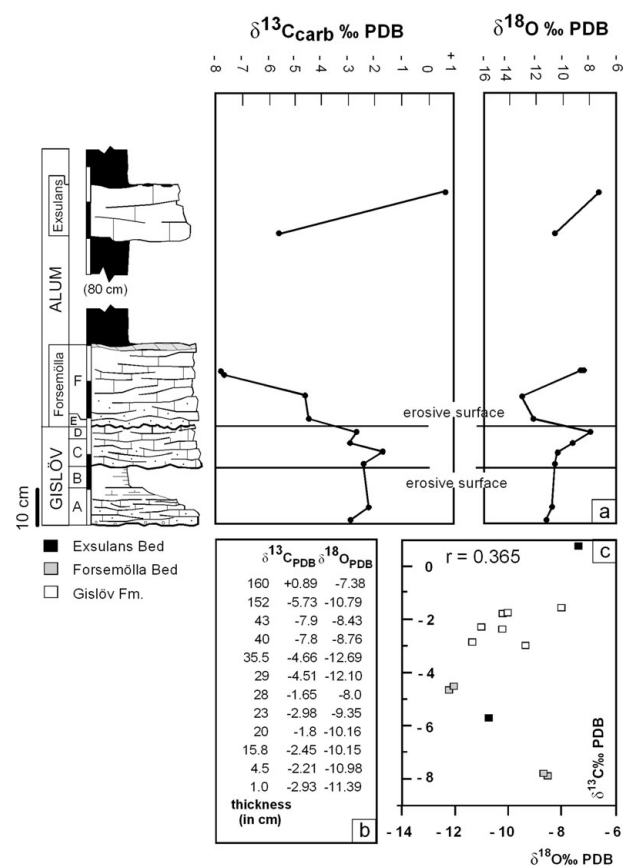 δ13Ccarb ‰ PDB
δ18O ‰ PDB
8 7 6 5 4 3 2 1 0 + 1
16 14 12 10 8 6
ALUM
Exsulans
(80 cm)
Forsemölla
F
E
GISLÖV
D
C
B
A
10 cm
erosive surface
erosive surface
a
Exsulans Bed
Forsemölla Bed
Gislöv Fm.
δ13CPDB δ18OPDB
160 +0.89 -7.38
152 -5.73 -10.79
43 -7.9 -8.43
40 -7.8 -8.76
35.5 -4.66 -12.69
29 -4.51 -12.10
28 -1.65 -8.0
23 -2.98 -9.35
20 -1.8 -10.16
15.8 -2.45 -10.15
4.5 -2.21 -10.98
1.0 -2.93 -11.39
thickness
(in cm)
b
r = 0.365
c
0
- 2
- 4
- 6
- 8
δ13C‰ PDB
- 14 - 12 - 10 - 8 - 6
δ18O‰ PDB